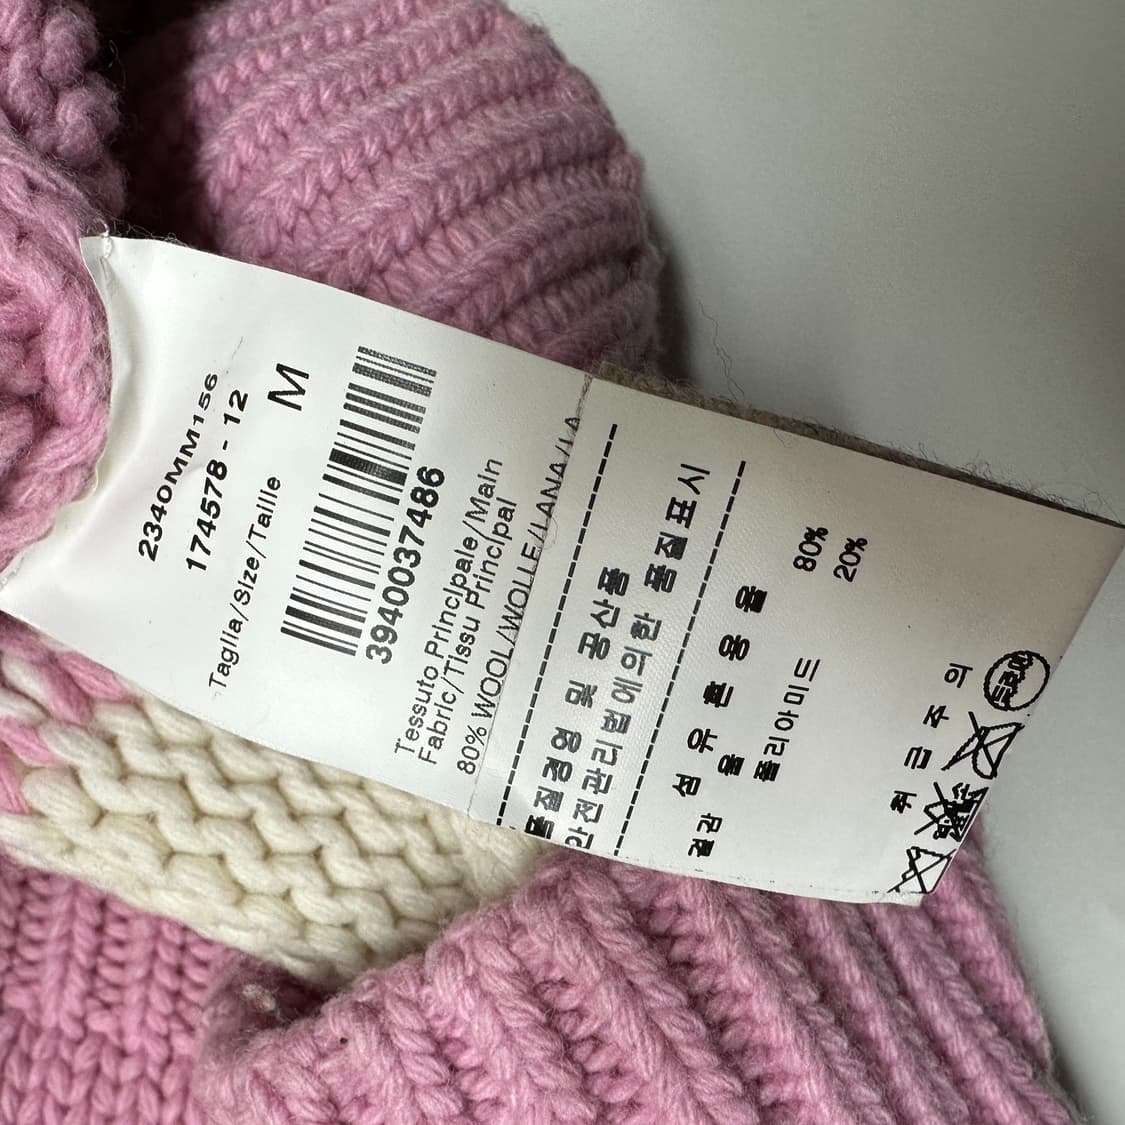 2340MM156
174578 - 12
Taglia/Size/Taille M
3940037486
Tessuto Principale/Main
Fabric/Tissu Principal
80% WOOL/WOLLE/LANA/LA
품질경영 및 공산품
안전관리법에의한 품질표시
섬 유 혼 용 율
겉감 울 80%
폴리아미드 20%
취 급 주 의
드라이